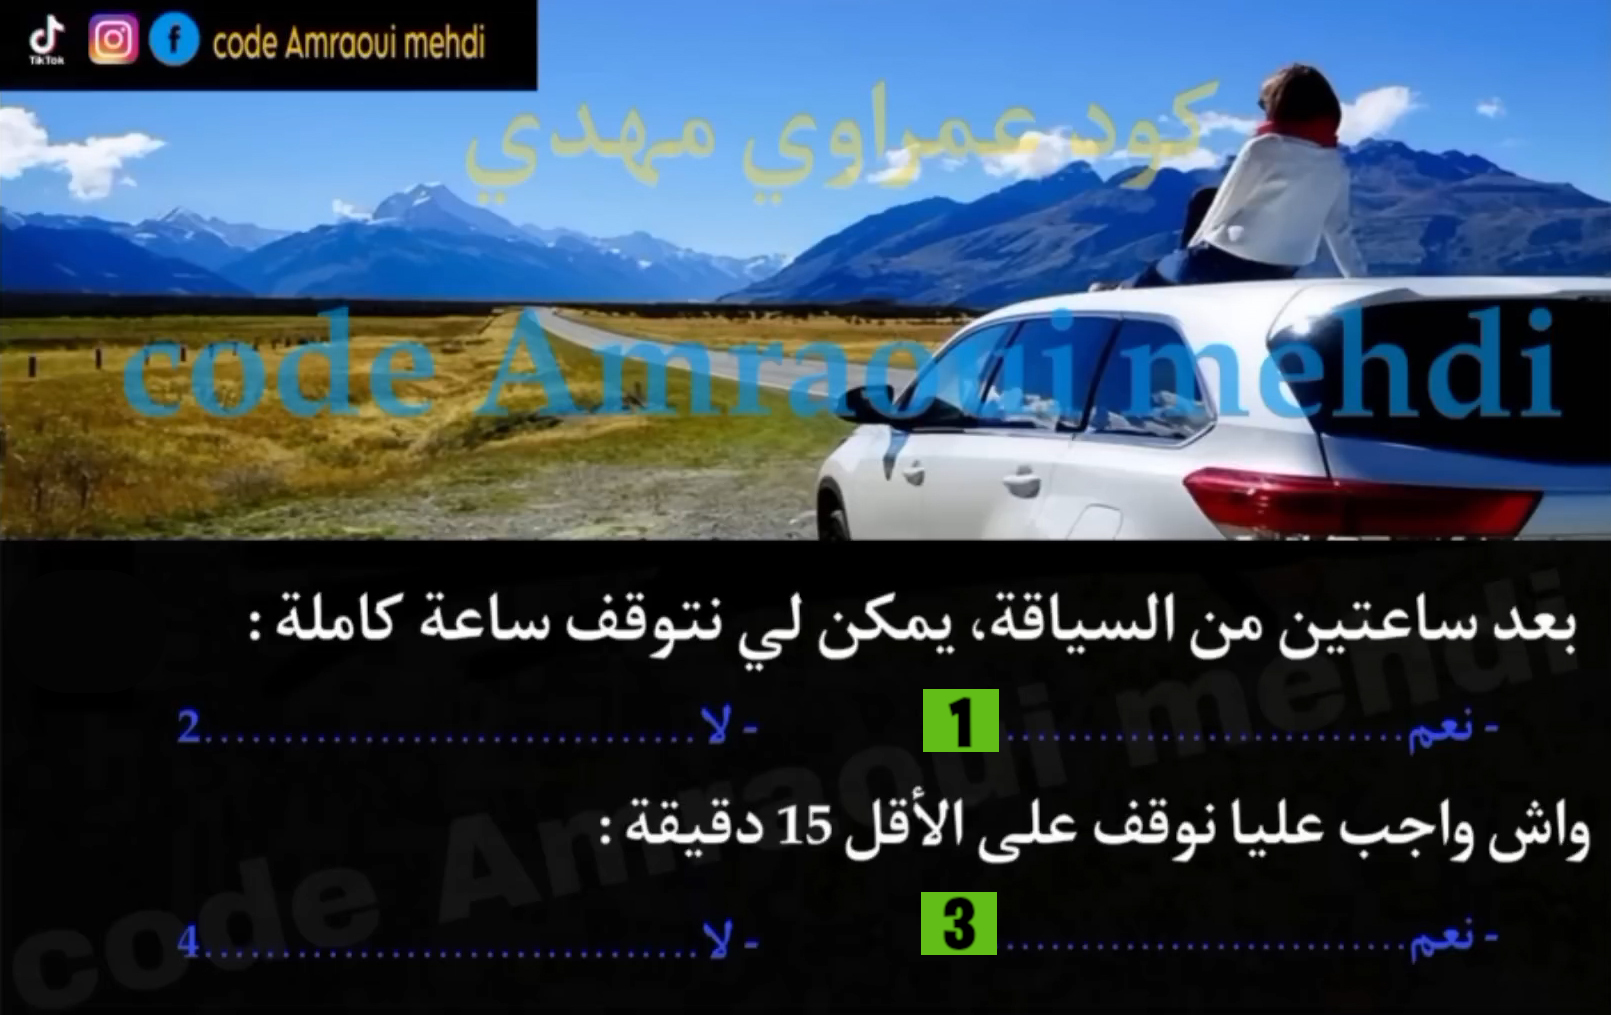 TikTok code Amraoui mehdi
كود عمراوي مهدي
code Amraoui mehdi
بعد ساعتين من السياقة، يمكن لي نتوقف ساعة كاملة :
- نعم..............................1 - لا..............................2
واش واجب عليا نوقف على الأقل 15 دقيقة :
- نعم..............................3 - لا..............................4
code Amraoui mehdi